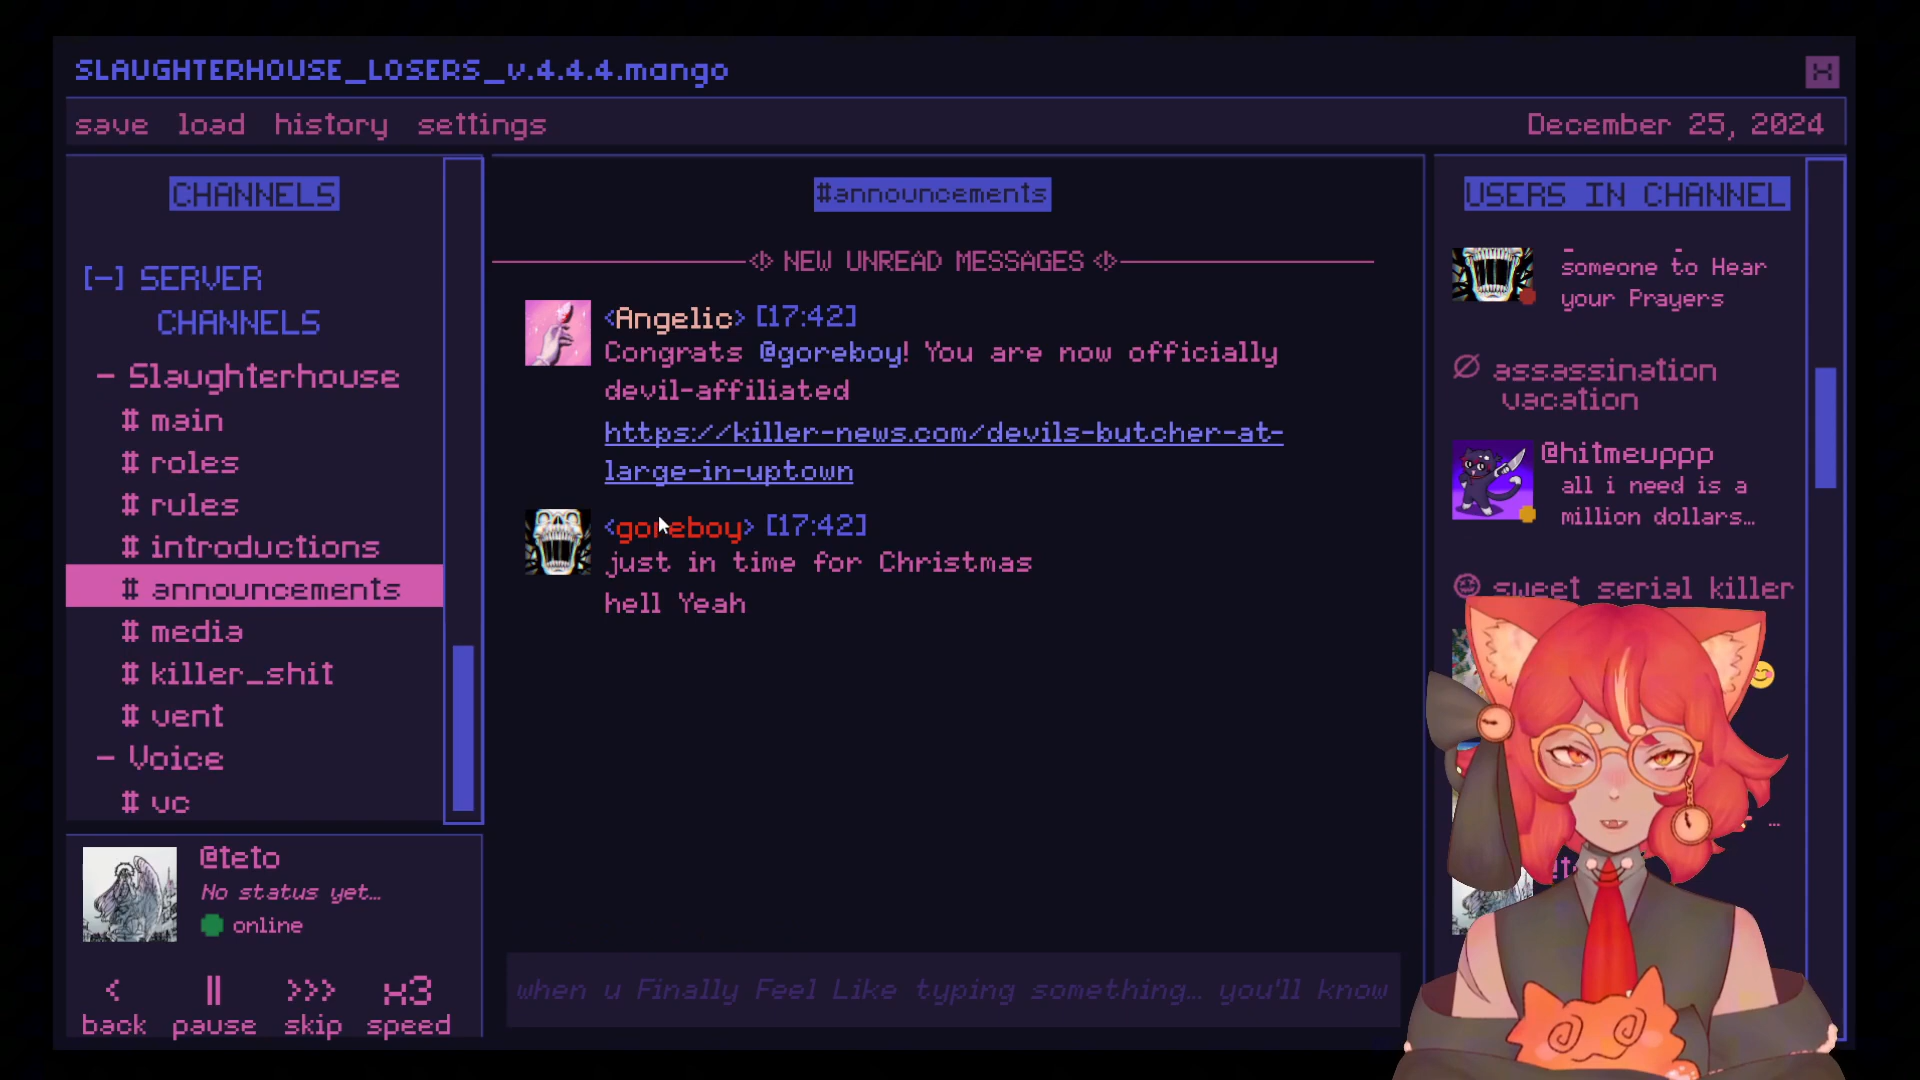 SLAUGHTERHOUSE_LOSERS_v.4.4.4.mango
save load history settings
December 25, 2024
CHANNELS
[-] SERVER
CHANNELS
- Slaughterhouse
# main
# roles
# rules
# introductions
# announcements
# media
# killer_shit
# vent
- Voice
# vc
@teto
No status yet...
online
< || >>> x3
back pause skip speed
#announcements
NEW UNREAD MESSAGES
<Angelic> [17:42]
Congrats @goreboy! You are now officially
devil-affiliated
https://killer-news.com/devils-butcher-at-
large-in-uptown
<goreboy> [17:42]
just in time for Christmas
hell Yeah
when u Finally Feel Like typing something... you'll know
USERS IN CHANNEL
someone to Hear
your Prayers
assassination
vacation
@hitmeuppp
all i need is a
million dollars...
sweet serial killer